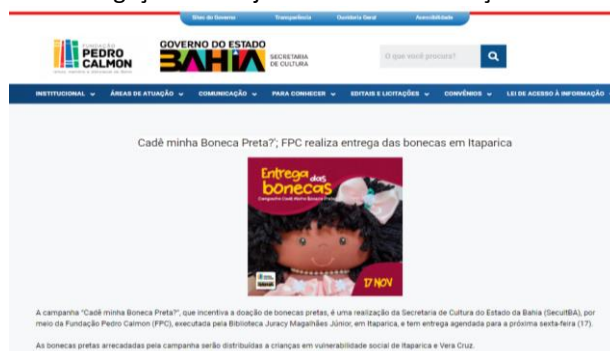 Sites do Governo Transparência Ouvidoria Geral Acessibilidade
FUNDAÇÃO
PEDRO
CALMON
GOVERNO DO ESTADO
BAHIA
SECRETARIA
DE CULTURA
O que você procura?
INSTITUCIONAL ÁREAS DE ATUAÇÃO COMUNICAÇÃO PARA CONHECER EDITAIS E LICITAÇÕES CONVÊNIOS LEI DE ACESSO À INFORMAÇÃO
Cadê minha Boneca Preta?'; FPC realiza entrega das bonecas em Itaparica
Entrega das
bonecas
Campanha Cadê Minha Boneca Preta?
17 NOV
A campanha "Cadê minha Boneca Preta?", que incentiva a doação de bonecas pretas, é uma realização da Secretaria de Cultura do Estado da Bahia (SecultBA), por
meio da Fundação Pedro Calmon (FPC), executada pela Biblioteca Juracy Magalhães Júnior, em Itaparica, e tem entrega agendada para a próxima sexta-feira (17).
As bonecas pretas arrecadadas pela campanha serão distribuídas a crianças em vulnerabilidade social de Itaparica e Vera Cruz.